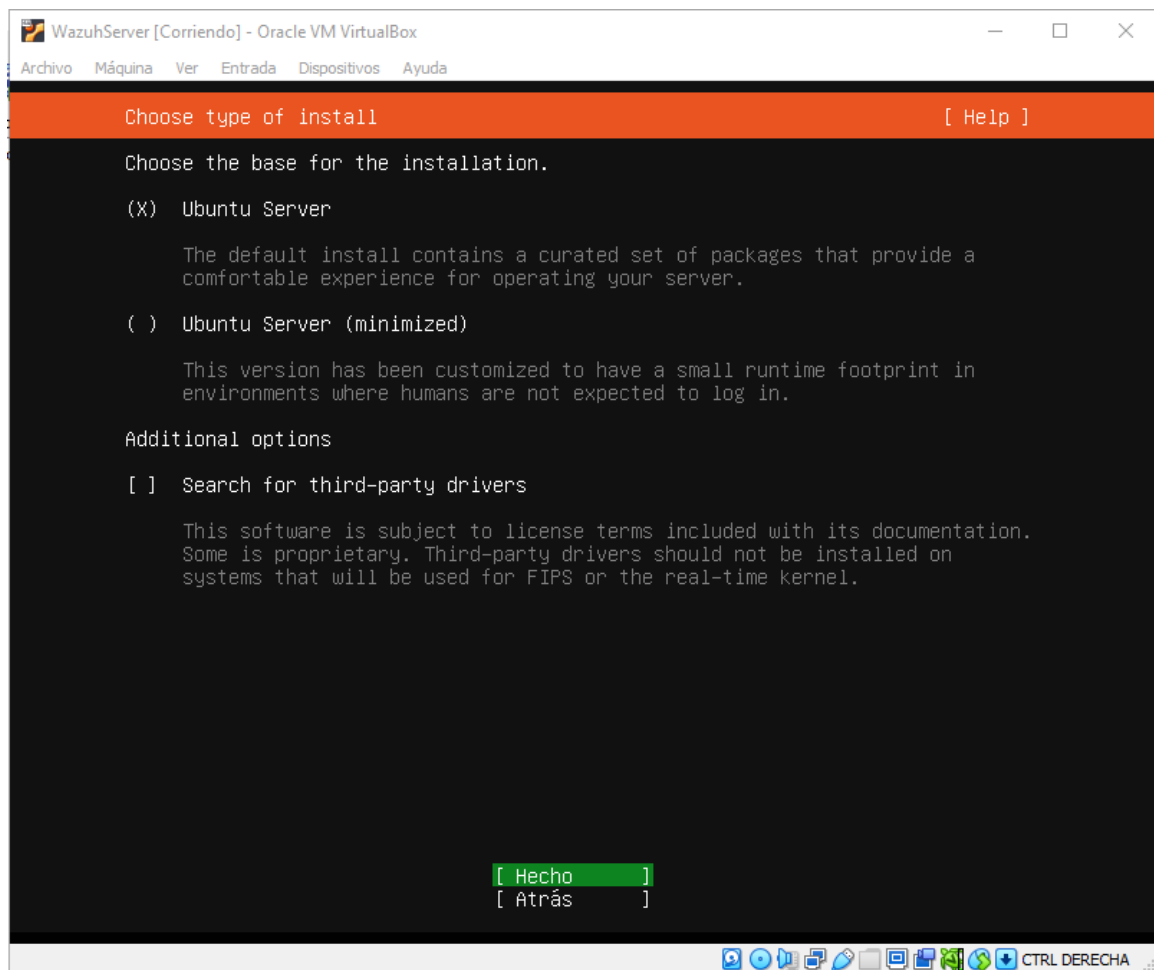 WazuhServer [Corriendo] - Oracle VM VirtualBox
Archivo Máquina Ver Entrada Dispositivos Ayuda
Choose type of install [ Help ]
Choose the base for the installation.
(X) Ubuntu Server
The default install contains a curated set of packages that provide a
comfortable experience for operating your server.
( ) Ubuntu Server (minimized)
This version has been customized to have a small runtime footprint in
environments where humans are not expected to log in.
Additional options
[ ] Search for third-party drivers
This software is subject to license terms included with its documentation.
Some is proprietary. Third-party drivers should not be installed on
systems that will be used for FIPS or the real-time kernel.
[ Hecho ]
[ Atrás ]
CTRL DERECHA